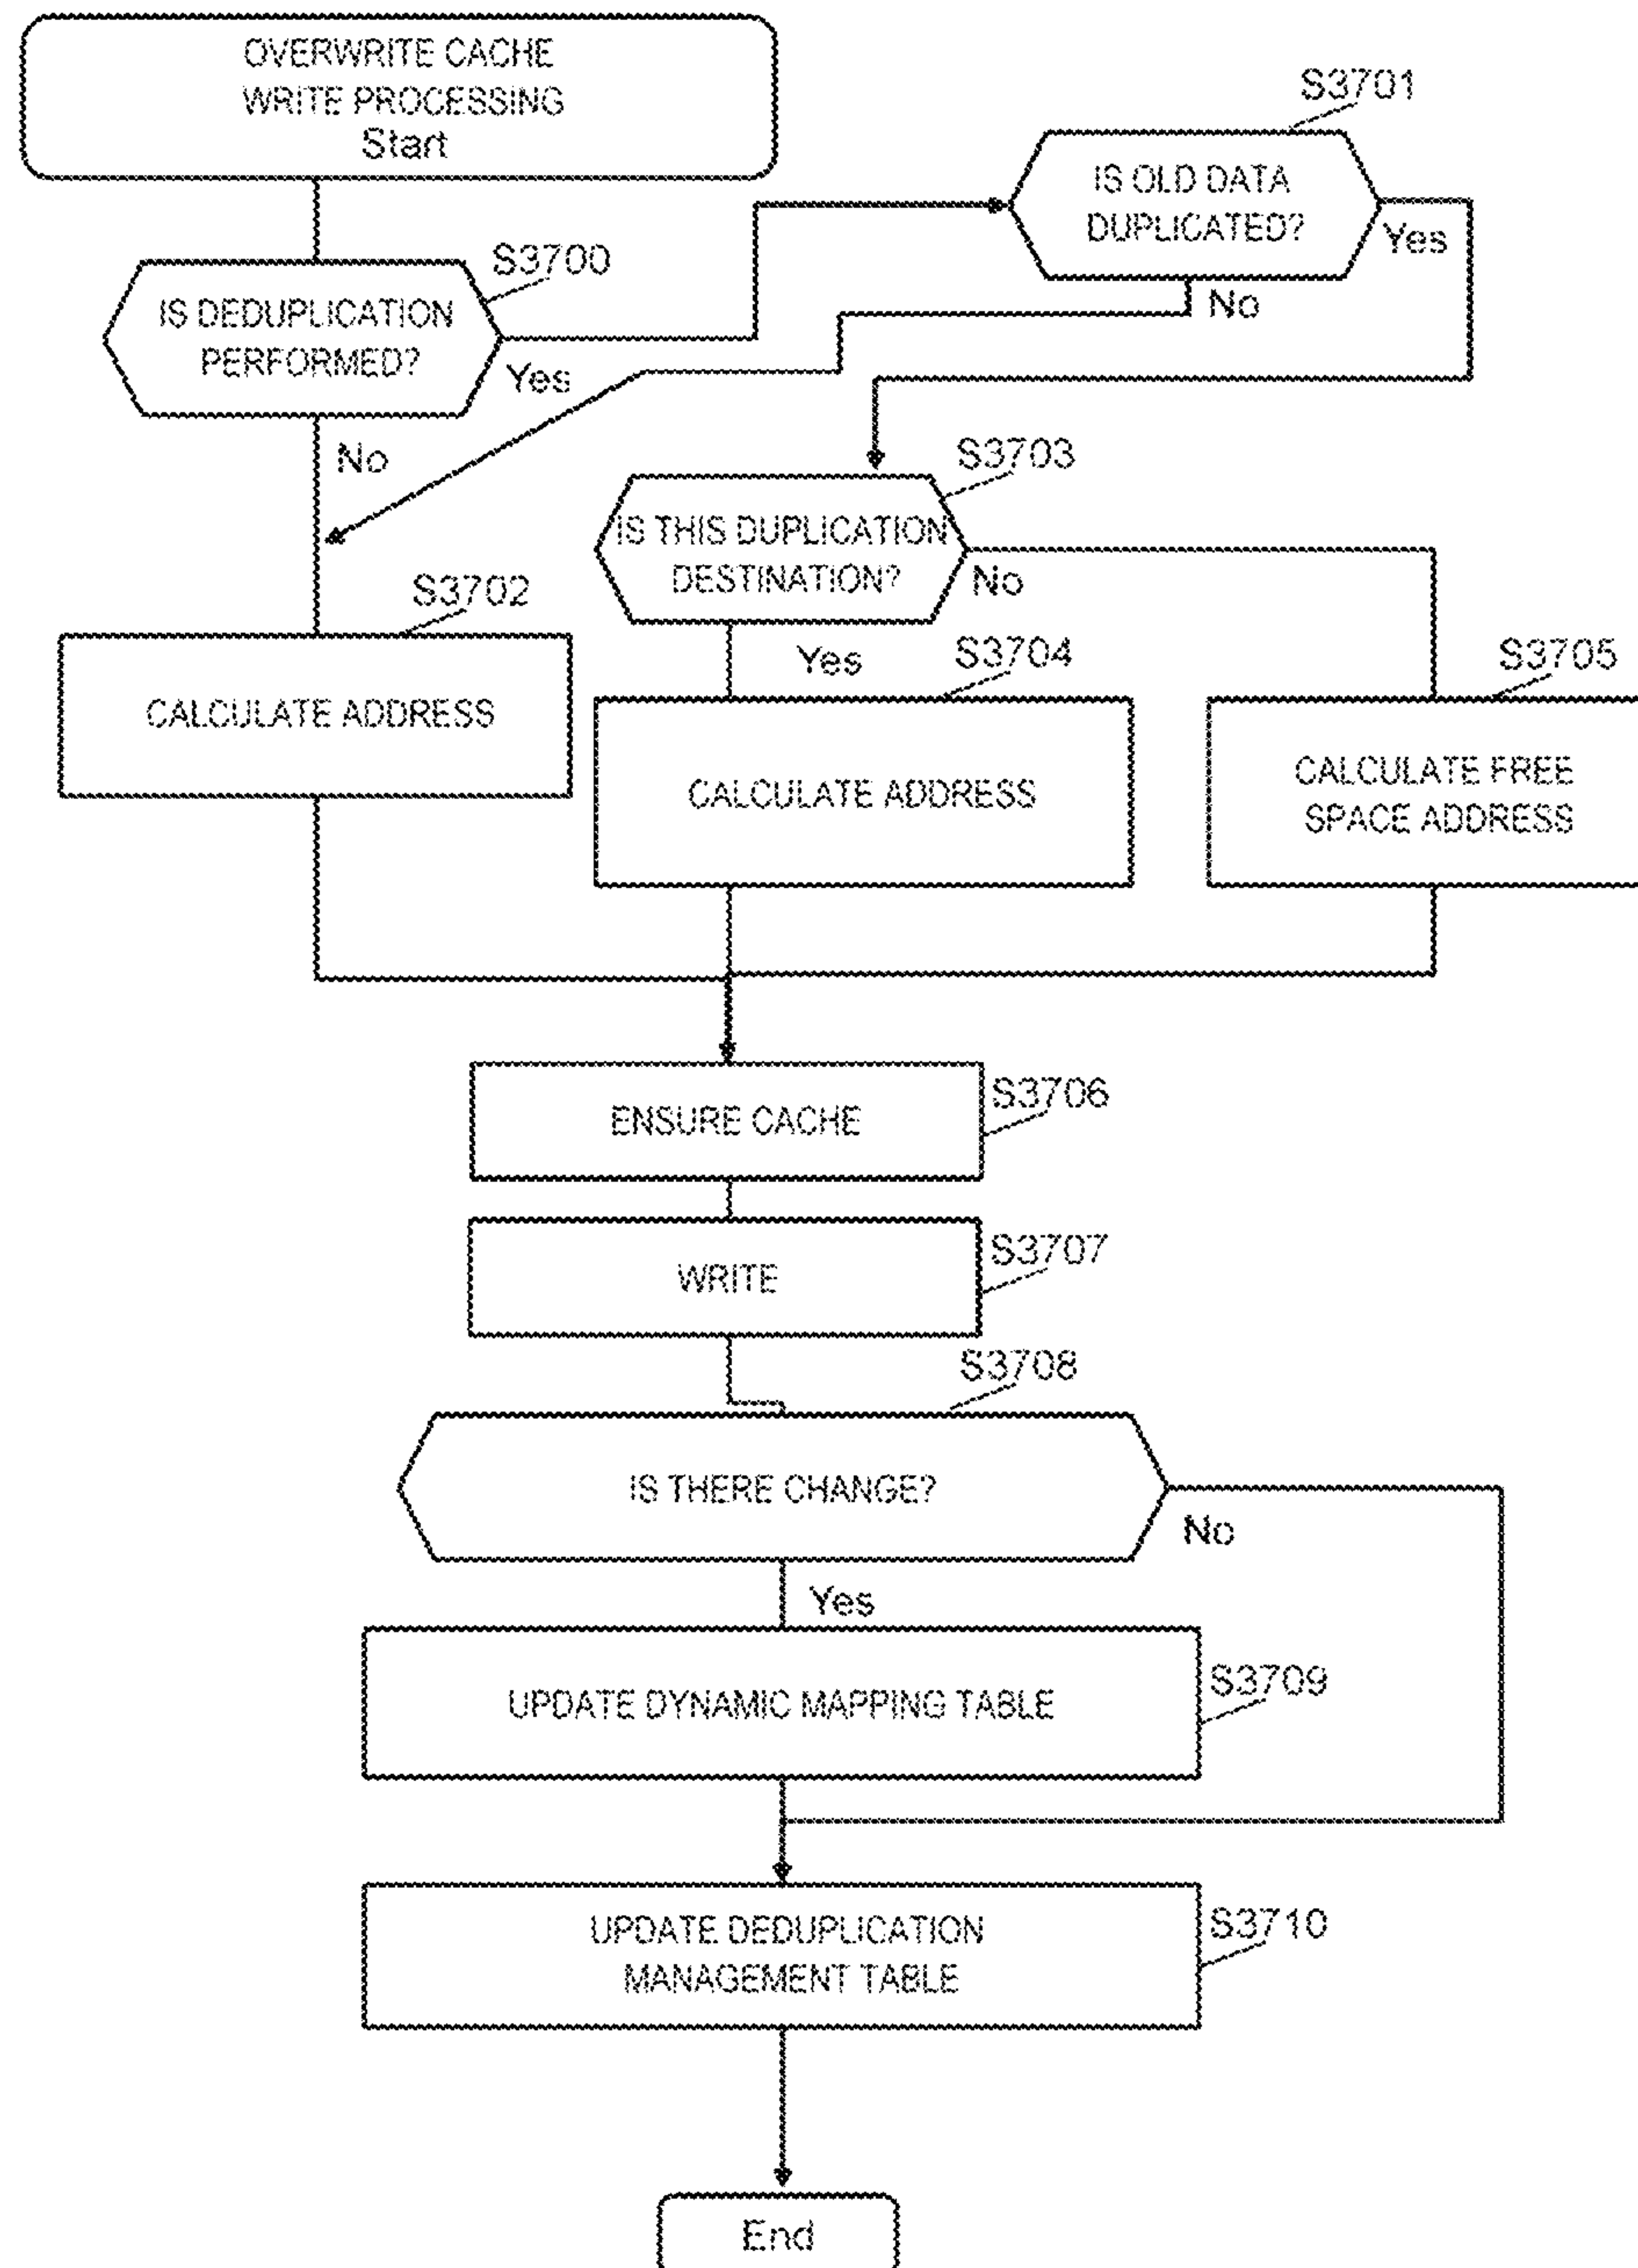 OVERWRITE CACHE
WRITE PROCESSING
Start
S3701
IS OLD DATA
DUPLICATED?
Yes
No
S3700
IS DEDUPLICATION
PERFORMED?
Yes
No
S3703
IS THIS DUPLICATION
DESTINATION?
No
Yes
S3702
CALCULATE ADDRESS
S3704
CALCULATE ADDRESS
S3705
CALCULATE FREE
SPACE ADDRESS
ENSURE CACHE
S3706
WRITE
S3707
S3708
IS THERE CHANGE?
No
Yes
UPDATE DYNAMIC MAPPING TABLE
S3709
UPDATE DEDUPLICATION
MANAGEMENT TABLE
S3710
End